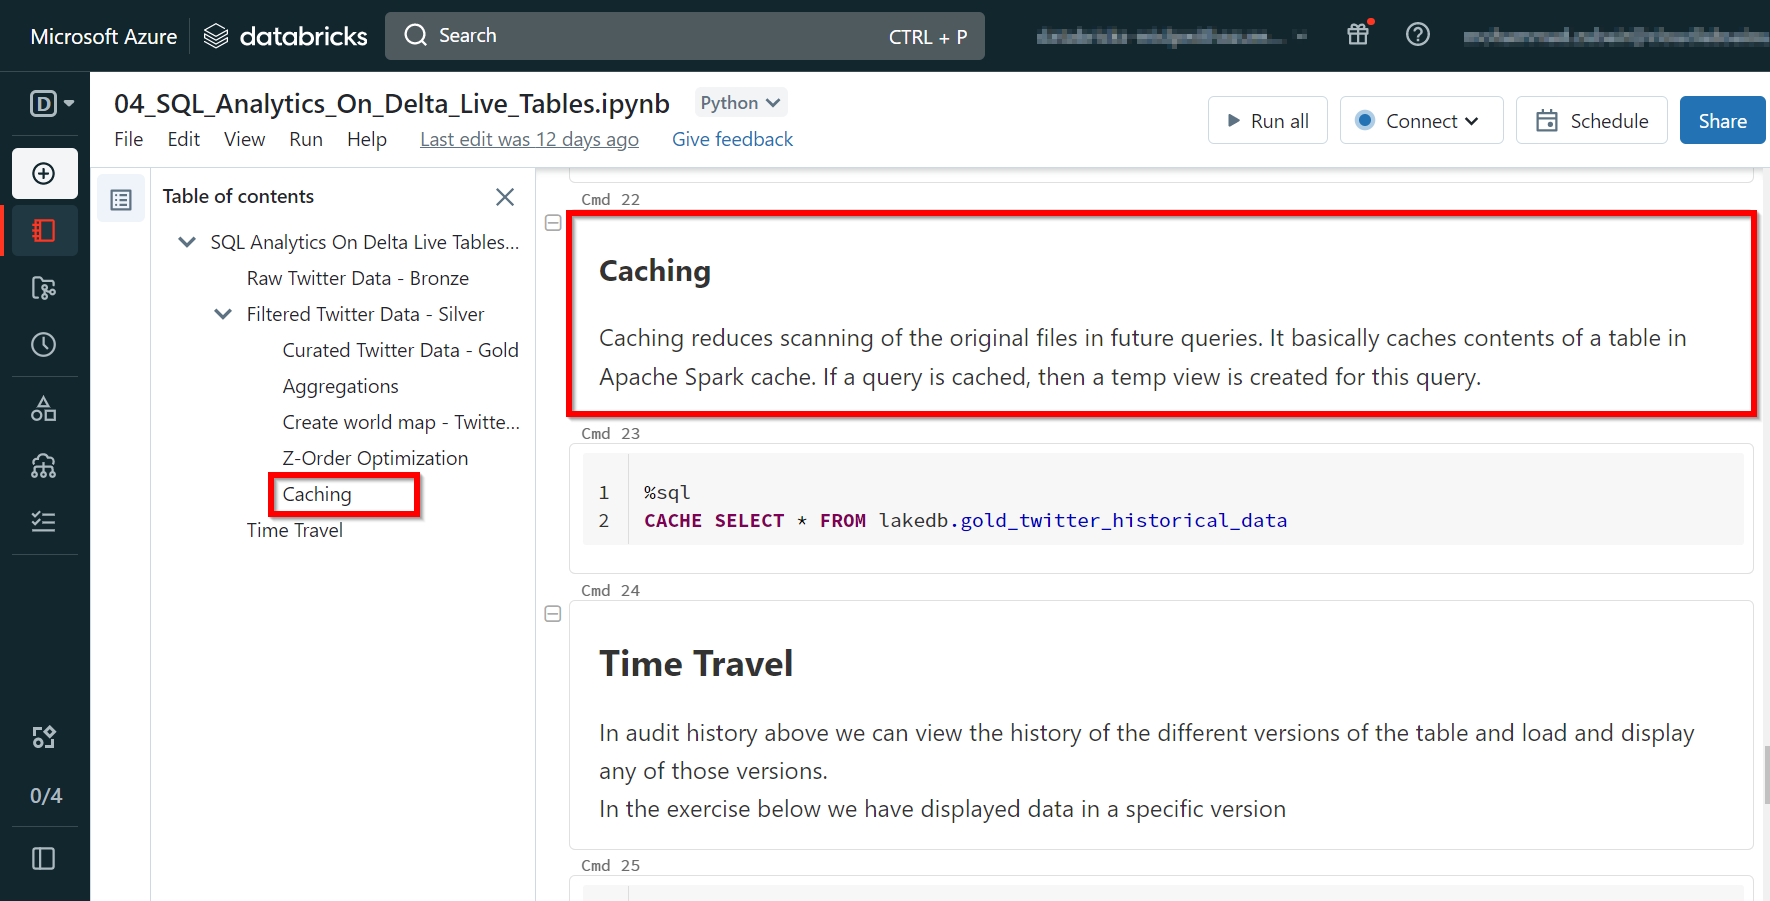 Microsoft Azure
databricks
Search
CTRL + P
D
04_SQL_Analytics_On_Delta_Live_Tables.ipynb
Python
File Edit View Run Help
Last edit was 12 days ago
Give feedback
Run all
Connect
Schedule
Share
Table of contents
SQL Analytics On Delta Live Tables...
Raw Twitter Data - Bronze
Filtered Twitter Data - Silver
Curated Twitter Data - Gold
Aggregations
Create world map - Twitte...
Z-Order Optimization
Caching
Time Travel
0/4
Cmd 22
Caching
Caching reduces scanning of the original files in future queries. It basically caches contents of a table in
Apache Spark cache. If a query is cached, then a temp view is created for this query.
Cmd 23
1 %sql
2 CACHE SELECT * FROM lakedb.gold_twitter_historical_data
Cmd 24
Time Travel
In audit history above we can view the history of the different versions of the table and load and display
any of those versions.
In the exercise below we have displayed data in a specific version
Cmd 25